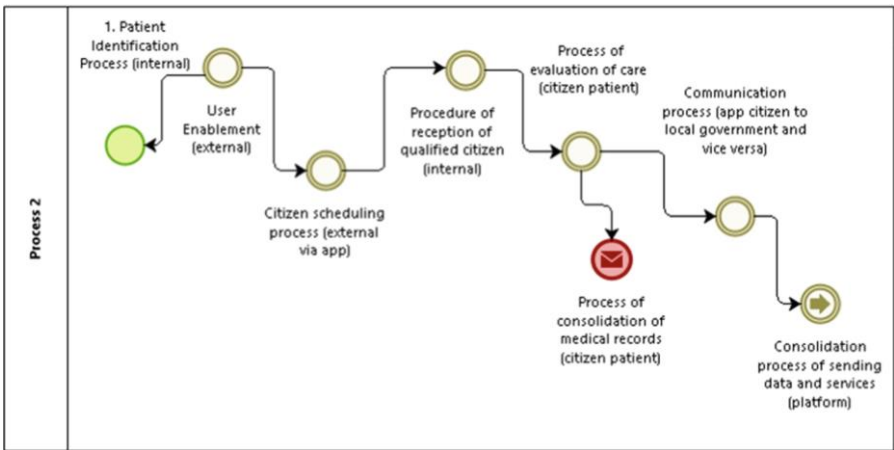 Process 2
1. Patient
Identification
Process (internal)
User
Enablement
(external)
Citizen scheduling
process (external
via app)
Procedure of
reception of
qualified citizen
(internal)
Process of
evaluation of care
(citizen patient)
Process of
consolidation of
medical records
(citizen patient)
Communication
process (app citizen to
local government and
vice versa)
Consolidation
process of sending
data and services
(platform)